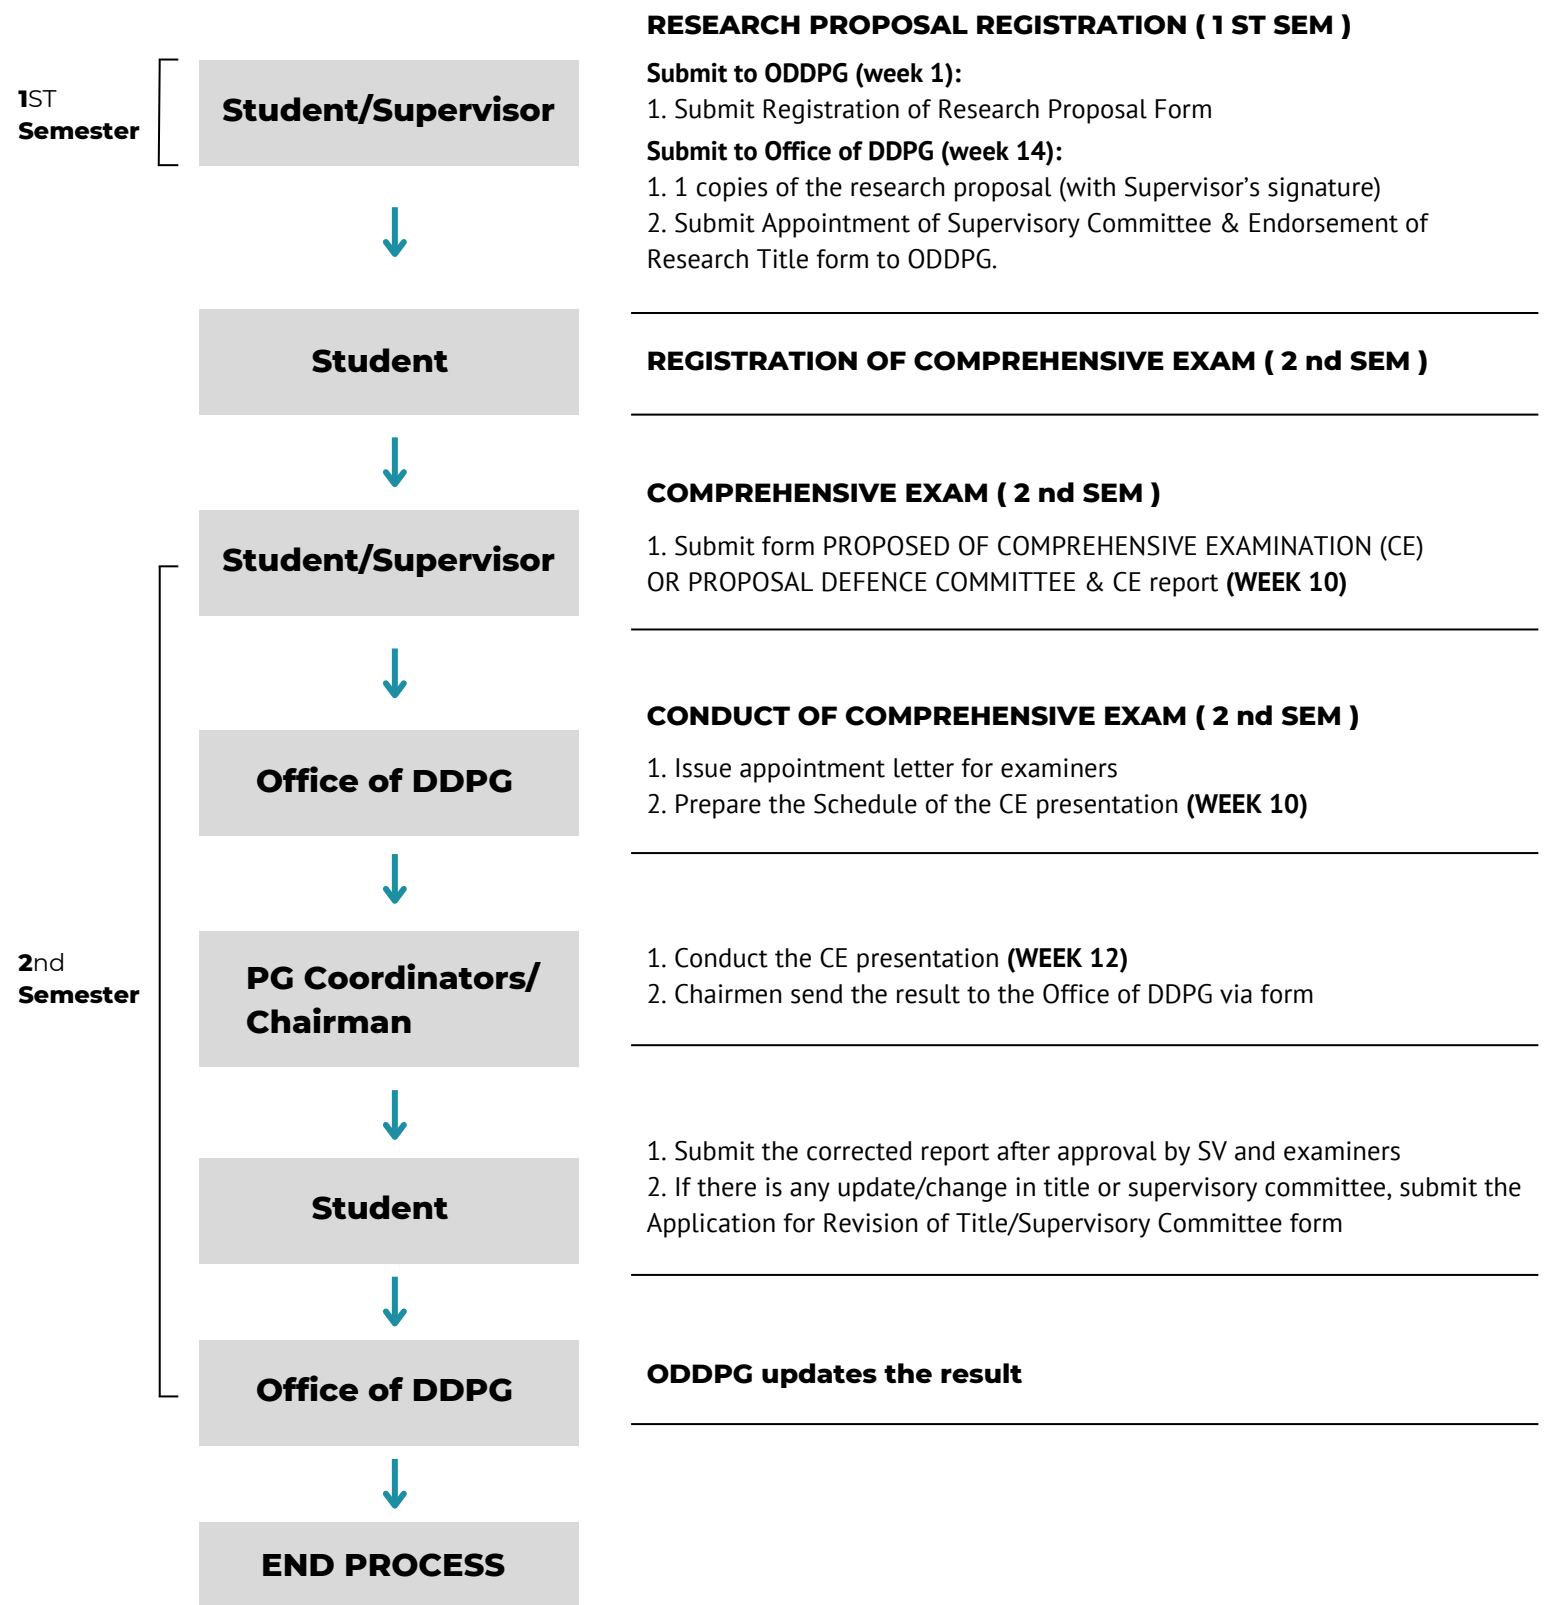 RESEARCH PROPOSAL REGISTRATION ( 1 ST SEM )
1ST
Semester
Student/Supervisor
Submit to ODDPG (week 1):
1. Submit Registration of Research Proposal Form
Submit to Office of DDPG (week 14):
1. 1 copies of the research proposal (with Supervisor's signature)
2. Submit Appointment of Supervisory Committee & Endorsement of
Research Title form to ODDPG.
Student
REGISTRATION OF COMPREHENSIVE EXAM ( 2 nd SEM )
COMPREHENSIVE EXAM ( 2 nd SEM )
Student/Supervisor
1. Submit form PROPOSED OF COMPREHENSIVE EXAMINATION (CE)
OR PROPOSAL DEFENCE COMMITTEE & CE report (WEEK 10)
CONDUCT OF COMPREHENSIVE EXAM ( 2 nd SEM )
Office of DDPG
1. Issue appointment letter for examiners
2. Prepare the Schedule of the CE presentation (WEEK 10)
2nd
Semester
PG Coordinators/
Chairman
1. Conduct the CE presentation (WEEK 12)
2. Chairmen send the result to the Office of DDPG via form
Student
1. Submit the corrected report after approval by SV and examiners
2. If there is any update/change in title or supervisory committee, submit the
Application for Revision of Title/Supervisory Committee form
Office of DDPG
ODDPG updates the result
END PROCESS